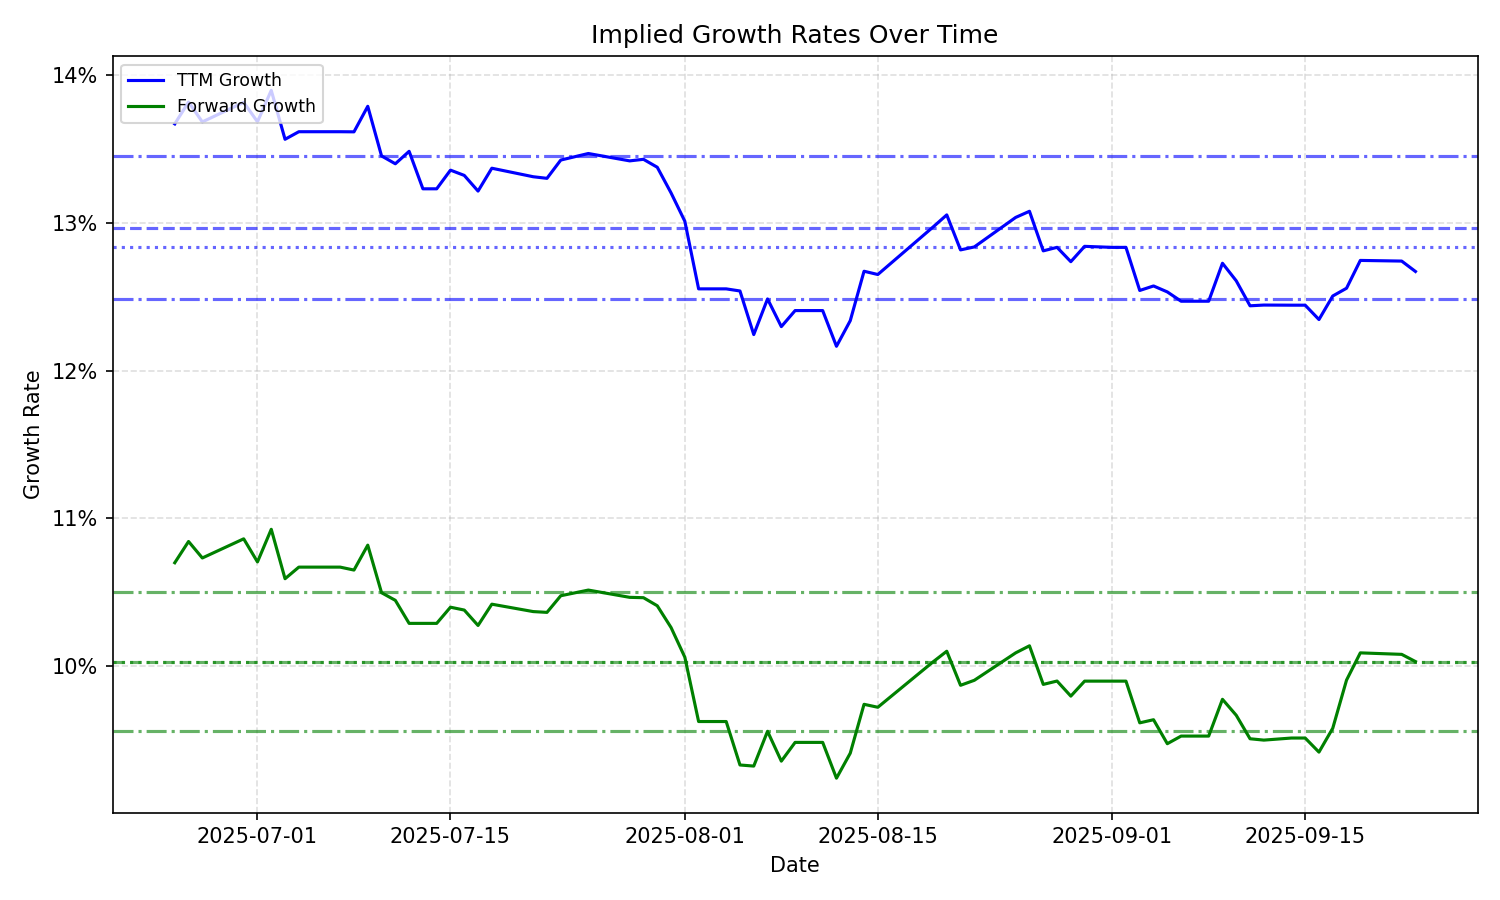 Implied Growth Rates Over Time
TTM Growth
Forward Growth
14%
13%
12%
11%
10%
Growth Rate
2025-07-01
2025-07-15
2025-08-01
2025-08-15
2025-09-01
2025-09-15
Date